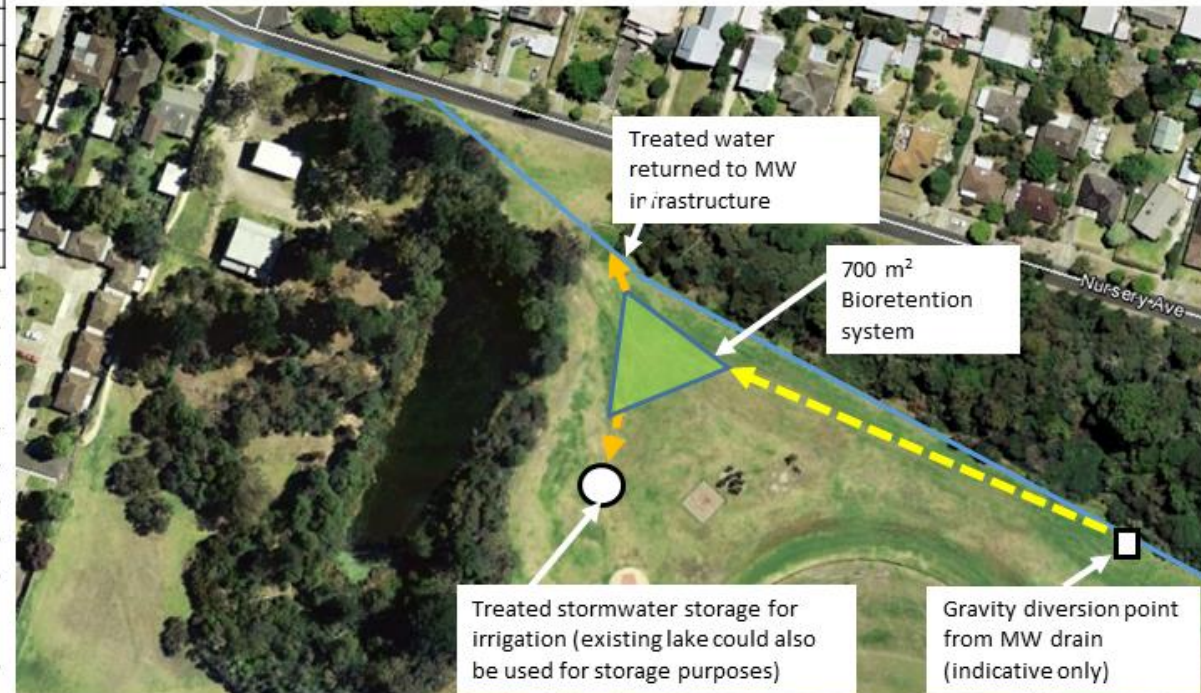 Treated water
returned to MW
infrastructure
700 m²
Bioretention
system
Nursery Ave
Treated stormwater storage for
irrigation (existing lake could also
be used for storage purposes)
Gravity diversion point
from MW drain
(indicative only)